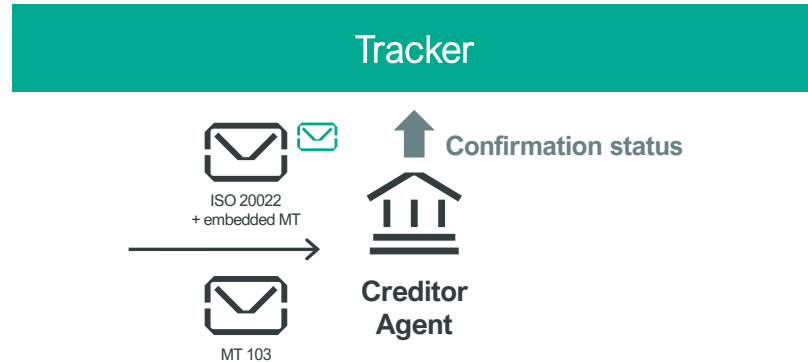 Tracker
Confirmation status
ISO 20022
+ embedded MT
Creditor
Agent
MT 103